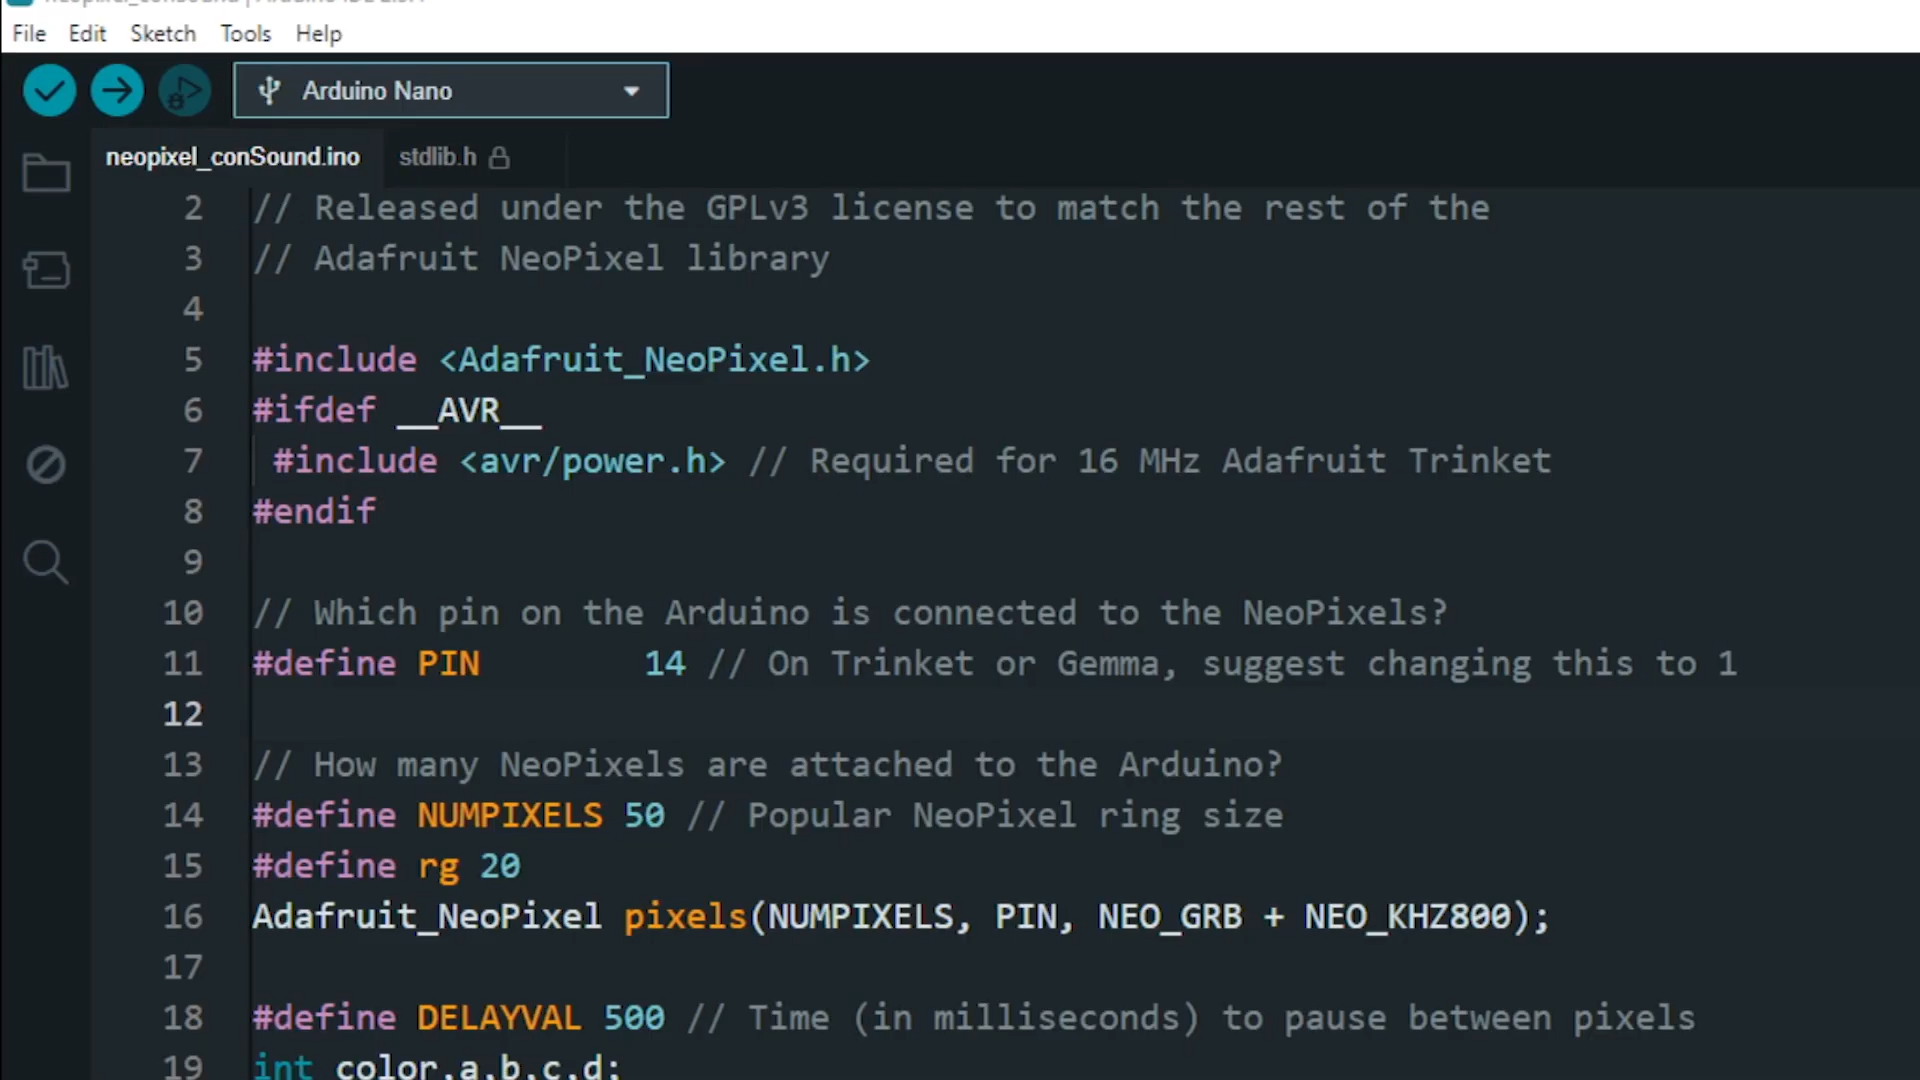 File Edit Sketch Tools Help
Arduino Nano
neopixel_conSound.ino stdlib.h
2 // Released under the GPLv3 license to match the rest of the
3 // Adafruit NeoPixel library
4
5 #include <Adafruit_NeoPixel.h>
6 #ifdef __AVR__
7 #include <avr/power.h> // Required for 16 MHz Adafruit Trinket
8 #endif
9
10 // Which pin on the Arduino is connected to the NeoPixels?
11 #define PIN 14 // On Trinket or Gemma, suggest changing this to 1
12
13 // How many NeoPixels are attached to the Arduino?
14 #define NUMPIXELS 50 // Popular NeoPixel ring size
15 #define rg 20
16 Adafruit_NeoPixel pixels(NUMPIXELS, PIN, NEO_GRB + NEO_KHZ800);
17
18 #define DELAYVAL 500 // Time (in milliseconds) to pause between pixels
19 int color,a,b,c,d;